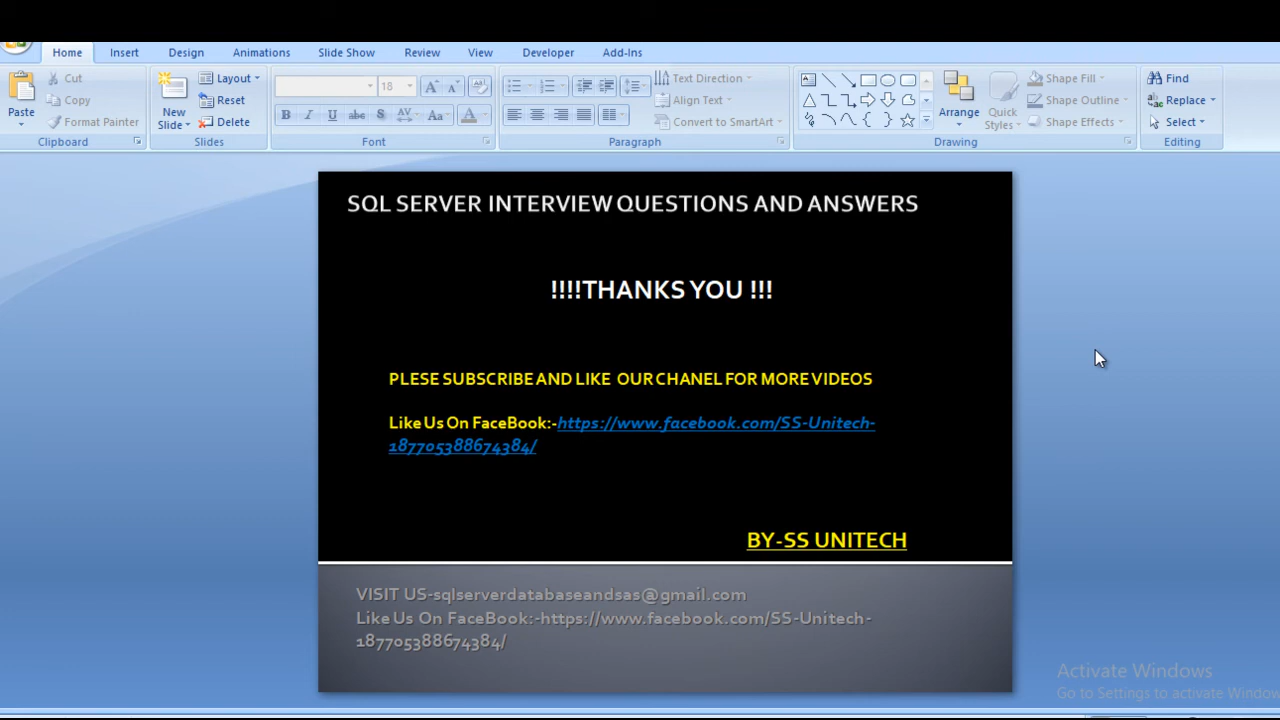 Home Insert Design Animations Slide Show Review View Developer Add-Ins
Paste Cut Copy Format Painter
New Slide Layout Reset Delete
18
B I U abc S AV Aa A
Text Direction Align Text Convert to SmartArt
Arrange Quick Styles Shape Fill Shape Outline Shape Effects
Find Replace Select
Clipboard Slides Font Paragraph Drawing Editing
SQL SERVER INTERVIEW QUESTIONS AND ANSWERS
!!!!THANKS YOU !!!
PLESE SUBSCRIBE AND LIKE OUR CHANEL FOR MORE VIDEOS
Like Us On FaceBook:-https://www.facebook.com/SS-Unitech-
187705388674384/
BY-SS UNITECH
VISIT US-sqlserverdatabaseandsas@gmail.com
Like Us On FaceBook:-https://www.facebook.com/SS-Unitech-
187705388674384/
Activate Windows
Go to Settings to activate Window